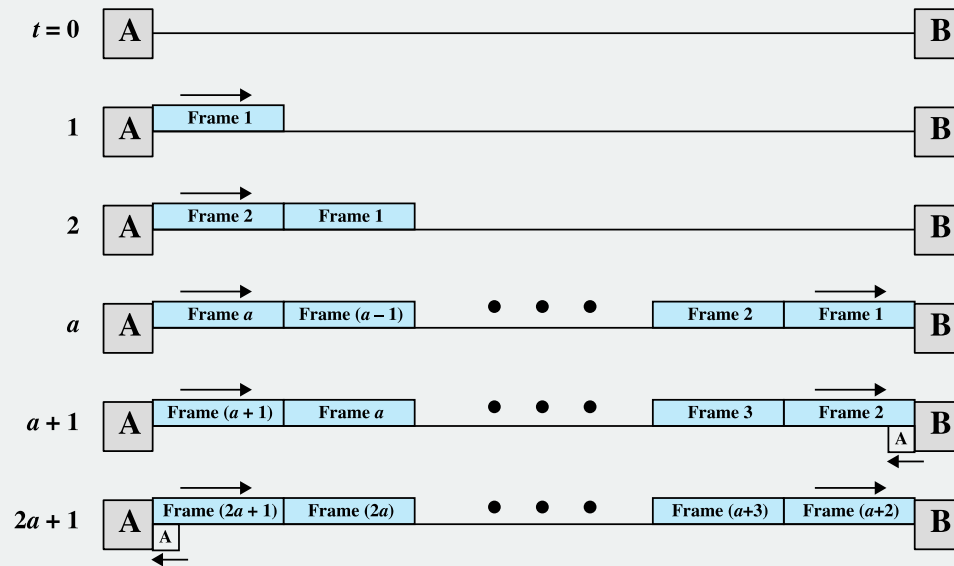 t = 0 A B
1 A Frame 1 B
2 A Frame 2 Frame 1 B
a A Frame a Frame (a – 1) • • • Frame 2 Frame 1 B
a + 1 A Frame (a + 1) Frame a • • • Frame 3 Frame 2 B
A
2a + 1 A Frame (2a + 1) Frame (2a) • • • Frame (a+3) Frame (a+2) B
A